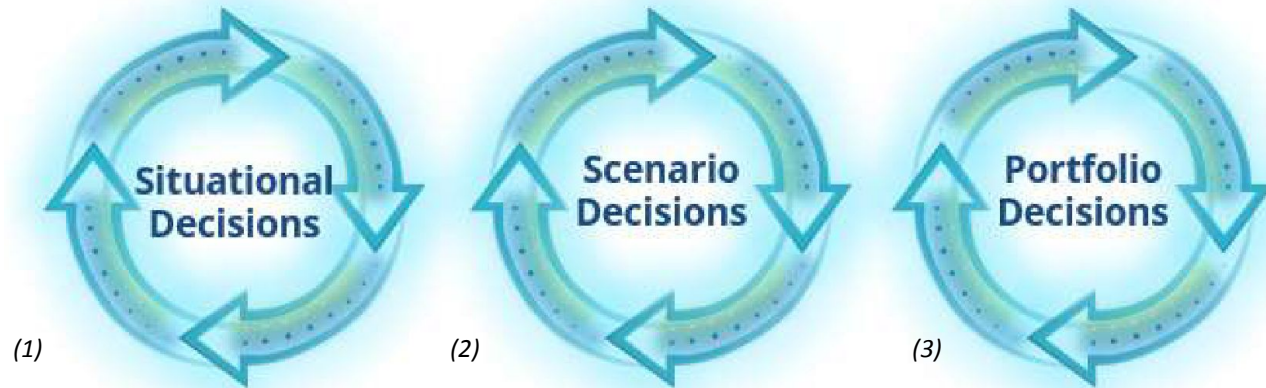 Situational
Decisions
(1)
Scenario
Decisions
(2)
Portfolio
Decisions
(3)